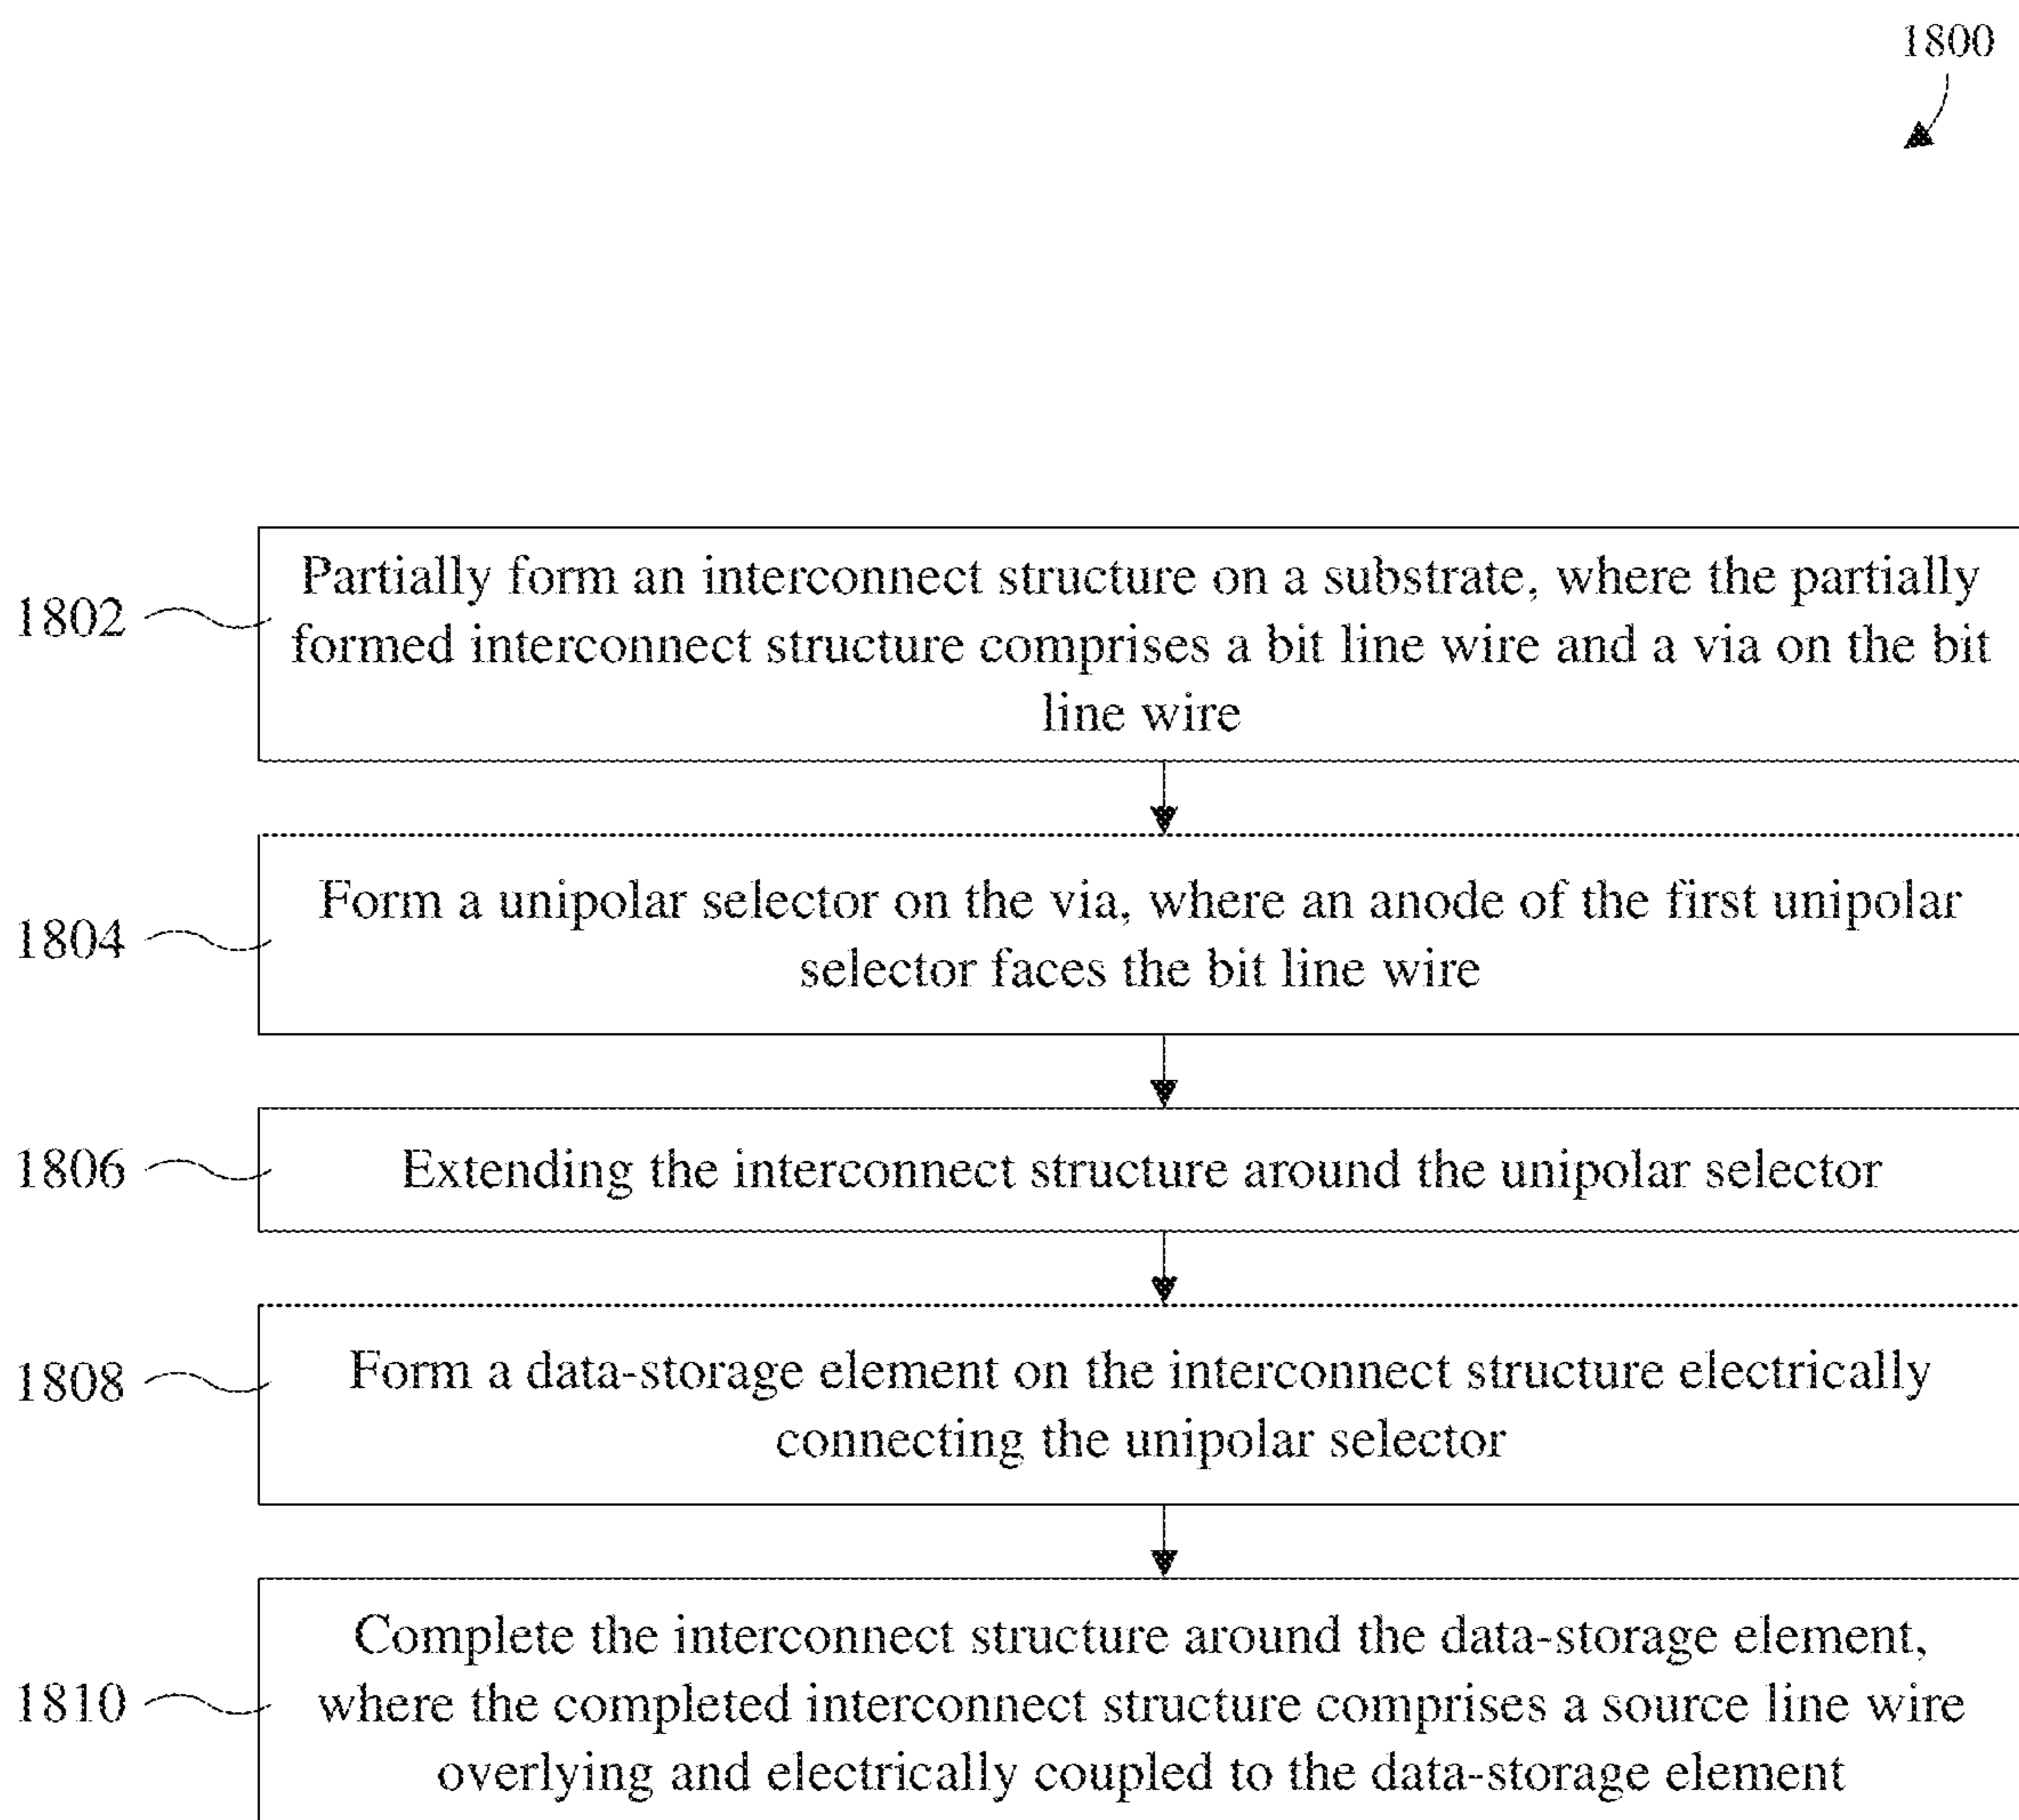 1800
1802
Partially form an interconnect structure on a substrate, where the partially
formed interconnect structure comprises a bit line wire and a via on the bit
line wire
1804
Form a unipolar selector on the via, where an anode of the first unipolar
selector faces the bit line wire
1806
Extending the interconnect structure around the unipolar selector
1808
Form a data-storage element on the interconnect structure electrically
connecting the unipolar selector
1810
Complete the interconnect structure around the data-storage element,
where the completed interconnect structure comprises a source line wire
overlying and electrically coupled to the data-storage element